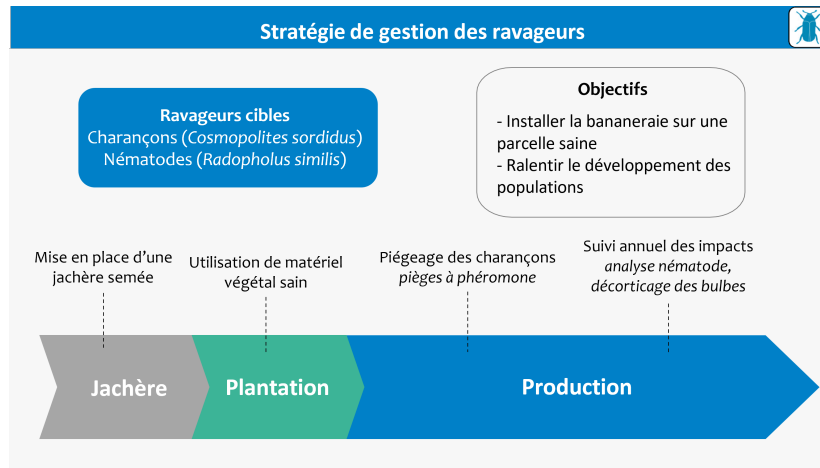 Stratégie de gestion des ravageurs
Ravageurs cibles
Charançons (Cosmopolites sordidus)
Nématodes (Radopholus similis)
Objectifs
- Installer la bananeraie sur une
parcelle saine
- Ralentir le développement des
populations
Mise en place d’une
jachère semée
Utilisation de matériel
végétal sain
Piégeage des charançons
pièges à phéromone
Suivi annuel des impacts
analyse nématode,
décorticage des bulbes
Jachère
Plantation
Production